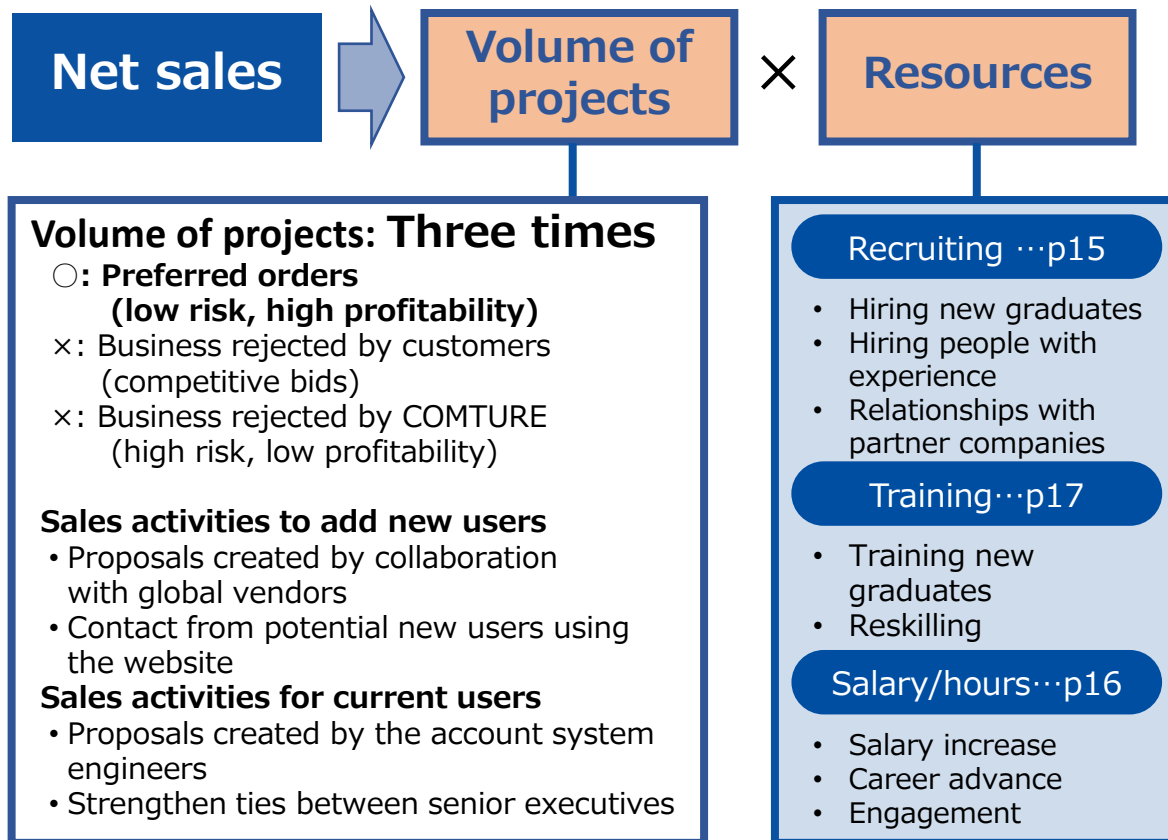 Net sales
Volume of
projects
×
Resources
Volume of projects: Three times
○: Preferred orders
(low risk, high profitability)
×: Business rejected by customers
(competitive bids)
×: Business rejected by COMTURE
(high risk, low profitability)
Sales activities to add new users
・Proposals created by collaboration
with global vendors
・Contact from potential new users using
the website
Sales activities for current users
・Proposals created by the account system
engineers
・Strengthen ties between senior executives
Recruiting …p15
• Hiring new graduates
• Hiring people with
experience
• Relationships with
partner companies
Training…p17
• Training new
graduates
• Reskilling
Salary/hours…p16
• Salary increase
• Career advance
• Engagement